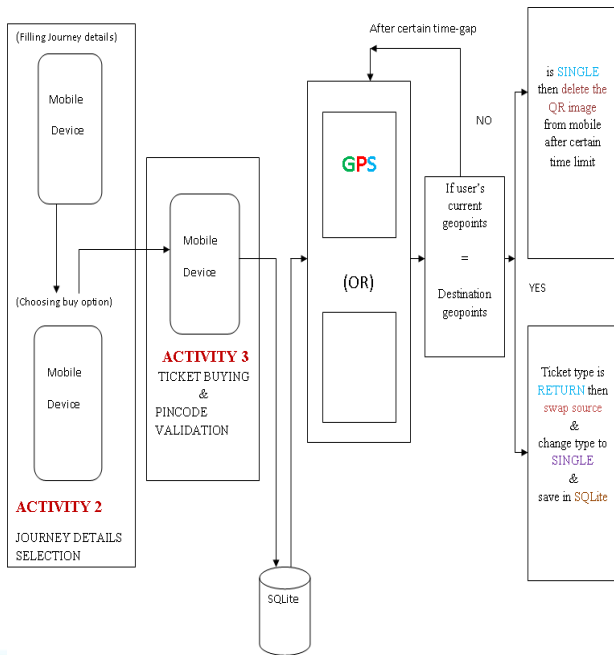 (Filling Journey details)
Mobile
Device
(Choosing buy option)
Mobile
Device
ACTIVITY 2
JOURNEY DETAILS
SELECTION
Mobile
Device
ACTIVITY 3
TICKET BUYING
&
PINCODE
VALIDATION
SQLite
After certain time-gap
GPS
(OR)
NO
If user's
current
geopoints
=
Destination
geopoints
YES
is SINGLE
then delete the
QR image
from mobile
after certain
time limit
Ticket type is
RETURN then
swap source
&
change type to
SINGLE
&
save in SQLite